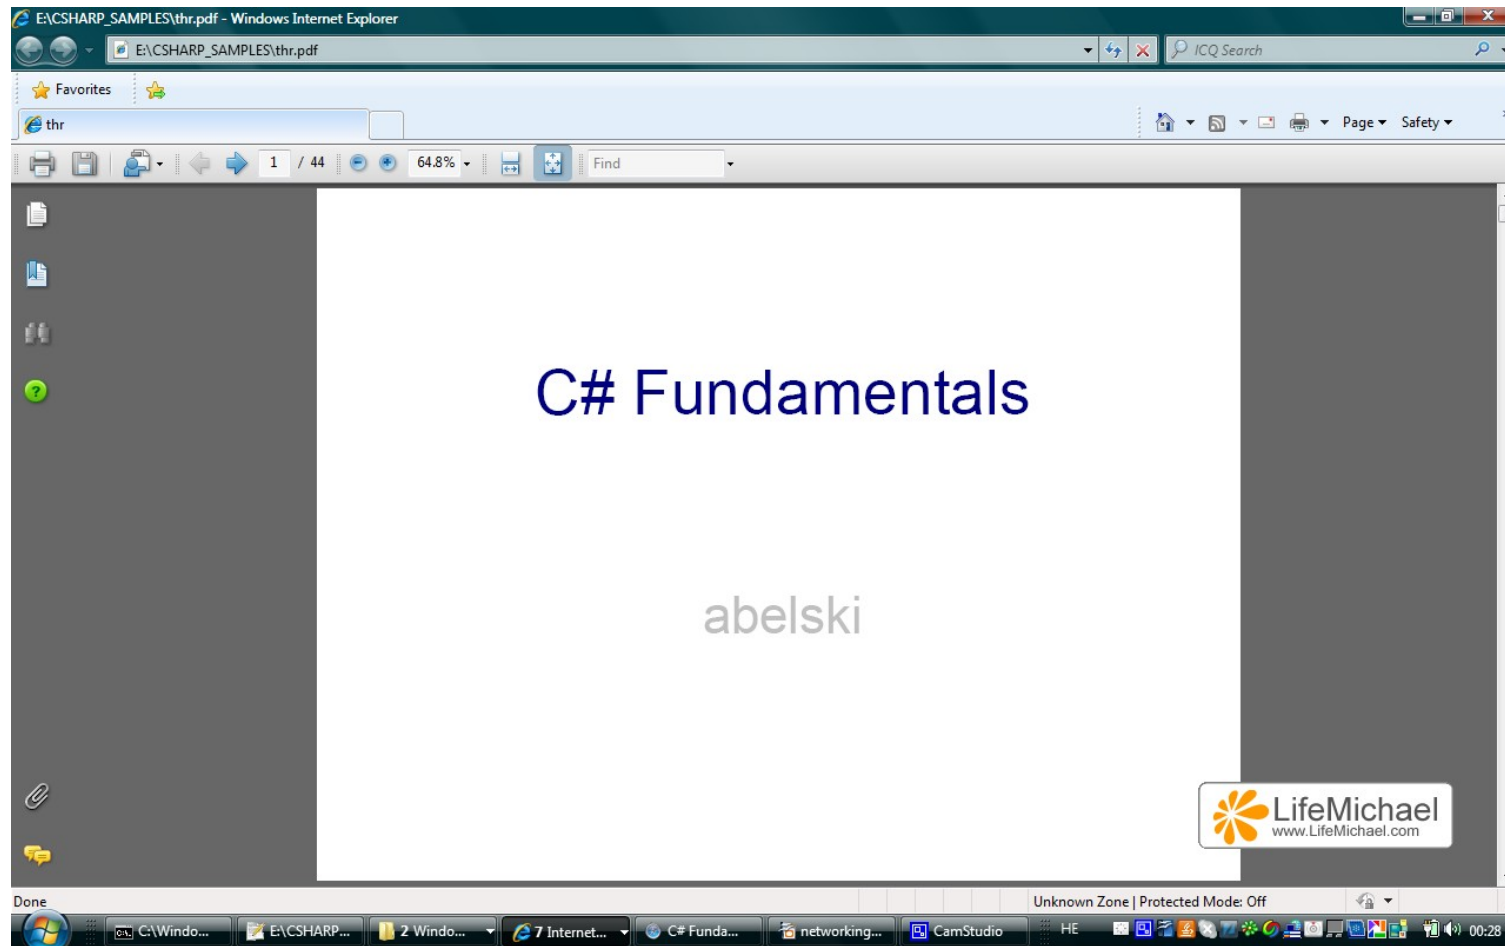 E:\CSHARP_SAMPLES\thr.pdf - Windows Internet Explorer
E:\CSHARP_SAMPLES\thr.pdf ICQ Search
Favorites
thr Page Safety
1 / 44 64.8% Find
C# Fundamentals
abelski
LifeMichael
www.LifeMichael.com
Done Unknown Zone | Protected Mode: Off
C:\Windo... E:\CSHARP... 2 Windo... 7 Internet... C# Funda... networking... CamStudio HE 00:28